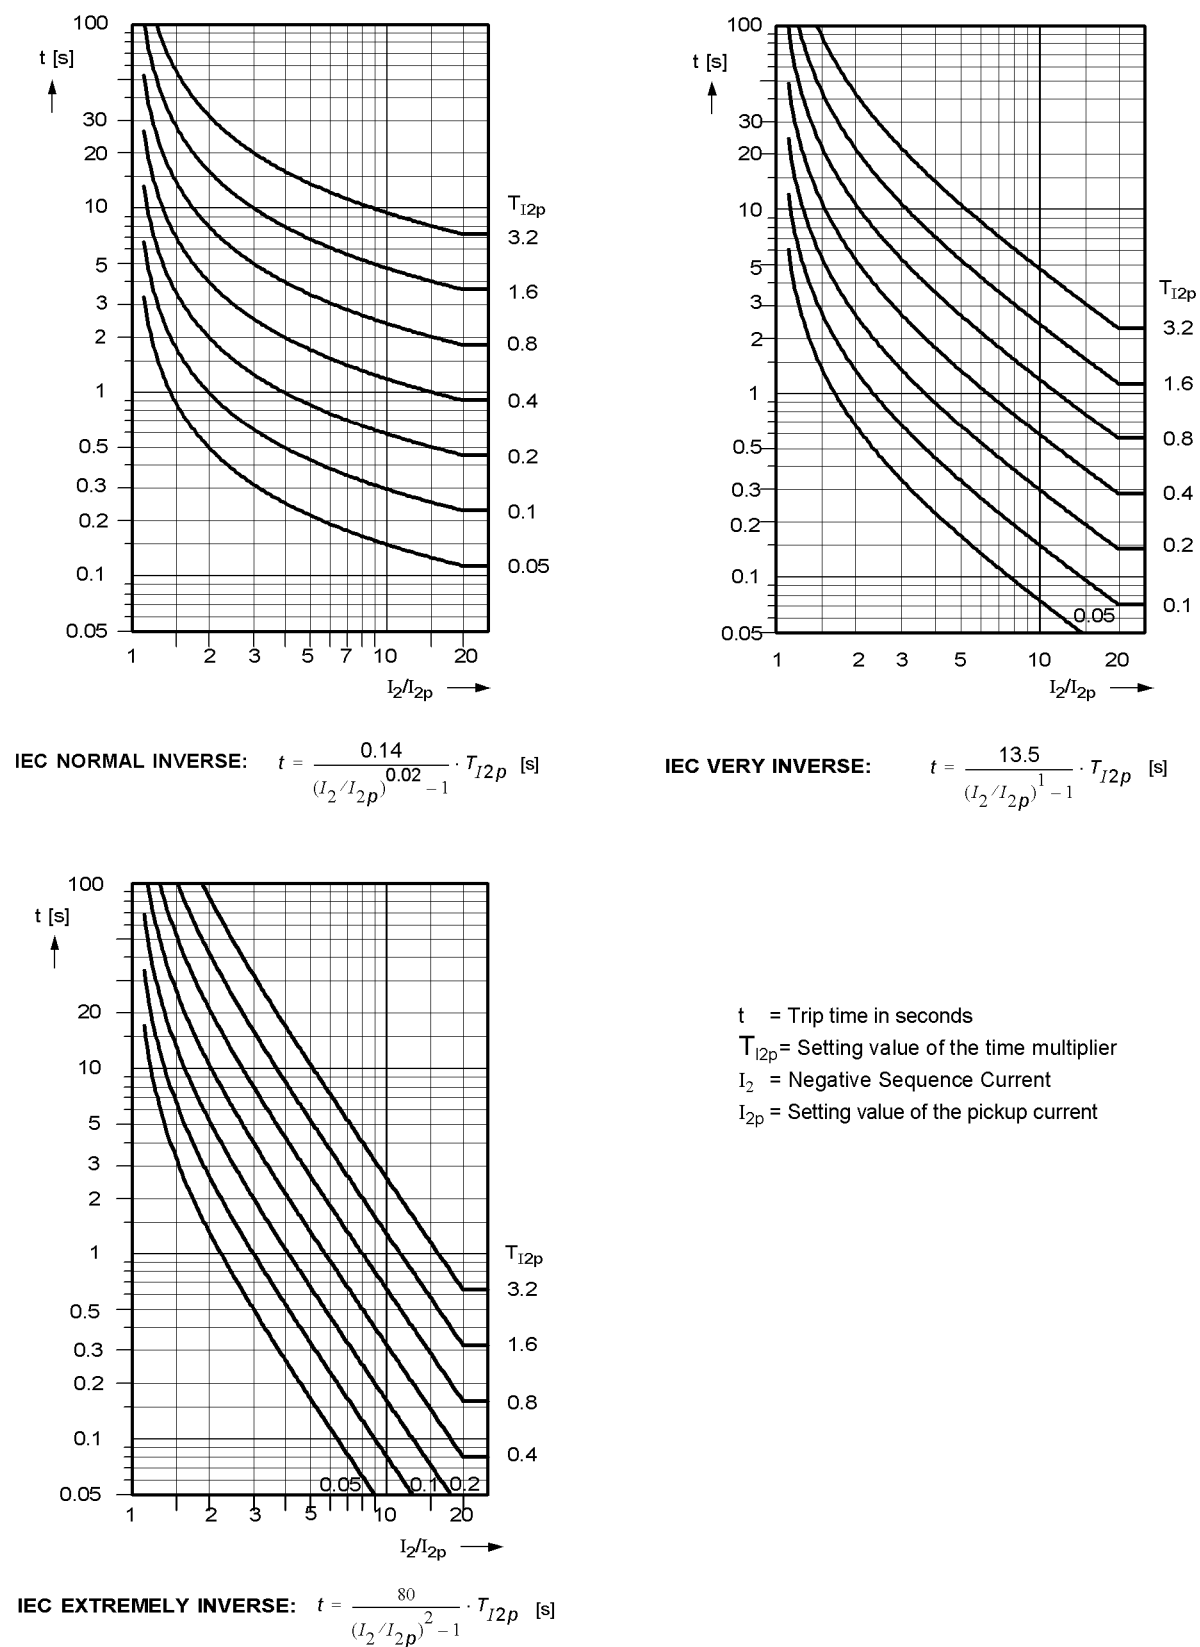 100
t [s]
30
20
10
5
3
2
1
0.5
0.3
0.2
0.1
0.05
1 2 3 5 7 10 20
I2/I2p
TI2p
3.2
1.6
0.8
0.4
0.2
0.1
0.05
IEC NORMAL INVERSE: t = 0.14 / (I2/I2p)^0.02 − 1 · TI2p [s]
100
t [s]
30
20
10
5
3
2
1
0.5
0.3
0.2
0.1
0.05
1 2 3 5 10 20
I2/I2p
TI2p
3.2
1.6
0.8
0.4
0.2
0.1
0.05
IEC VERY INVERSE: t = 13.5 / (I2/I2p)^1 − 1 · TI2p [s]
100
t [s]
20
10
5
3
2
1
0.5
0.3
0.2
0.1
0.05
1 2 3 5 10 20
I2/I2p
TI2p
3.2
1.6
0.8
0.4
0.05 0.1 0.2
IEC EXTREMELY INVERSE: t = 80 / (I2/I2p)^2 − 1 · TI2p [s]
t = Trip time in seconds
TI2p= Setting value of the time multiplier
I2 = Negative Sequence Current
I2p = Setting value of the pickup current